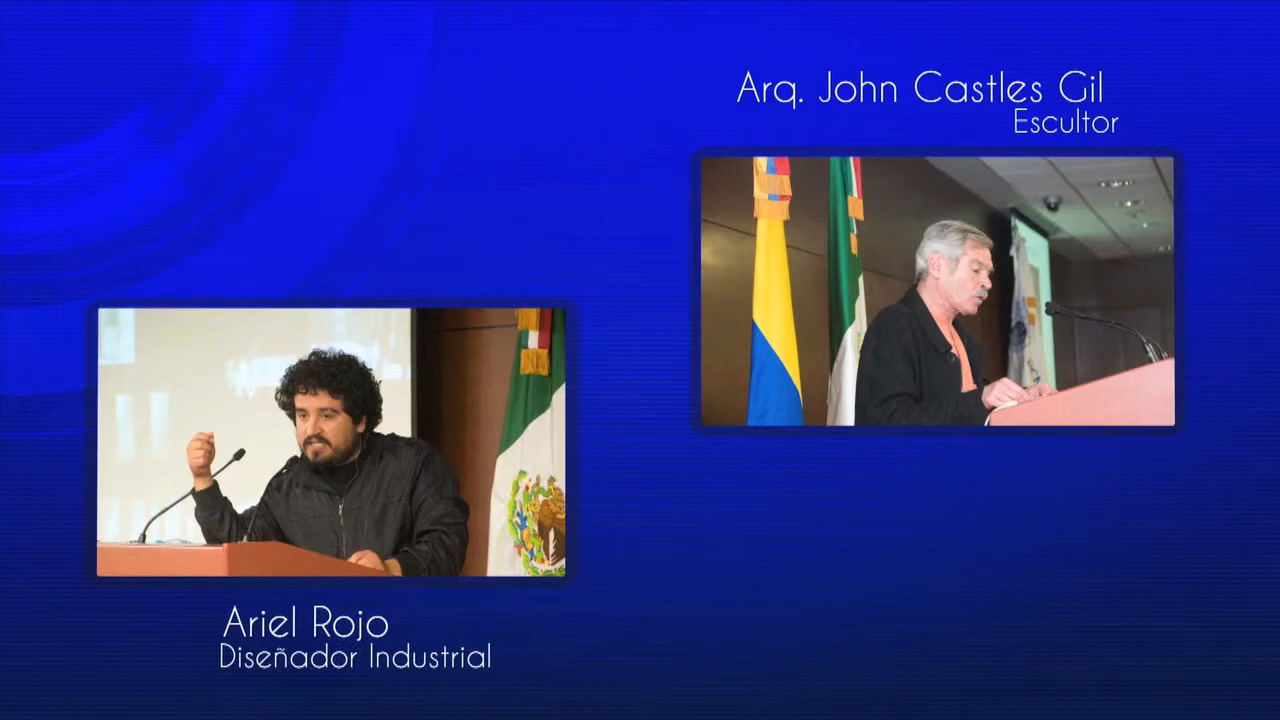 Arq. John Castles Gil
Escultor
Ariel Rojo
Diseñador Industrial